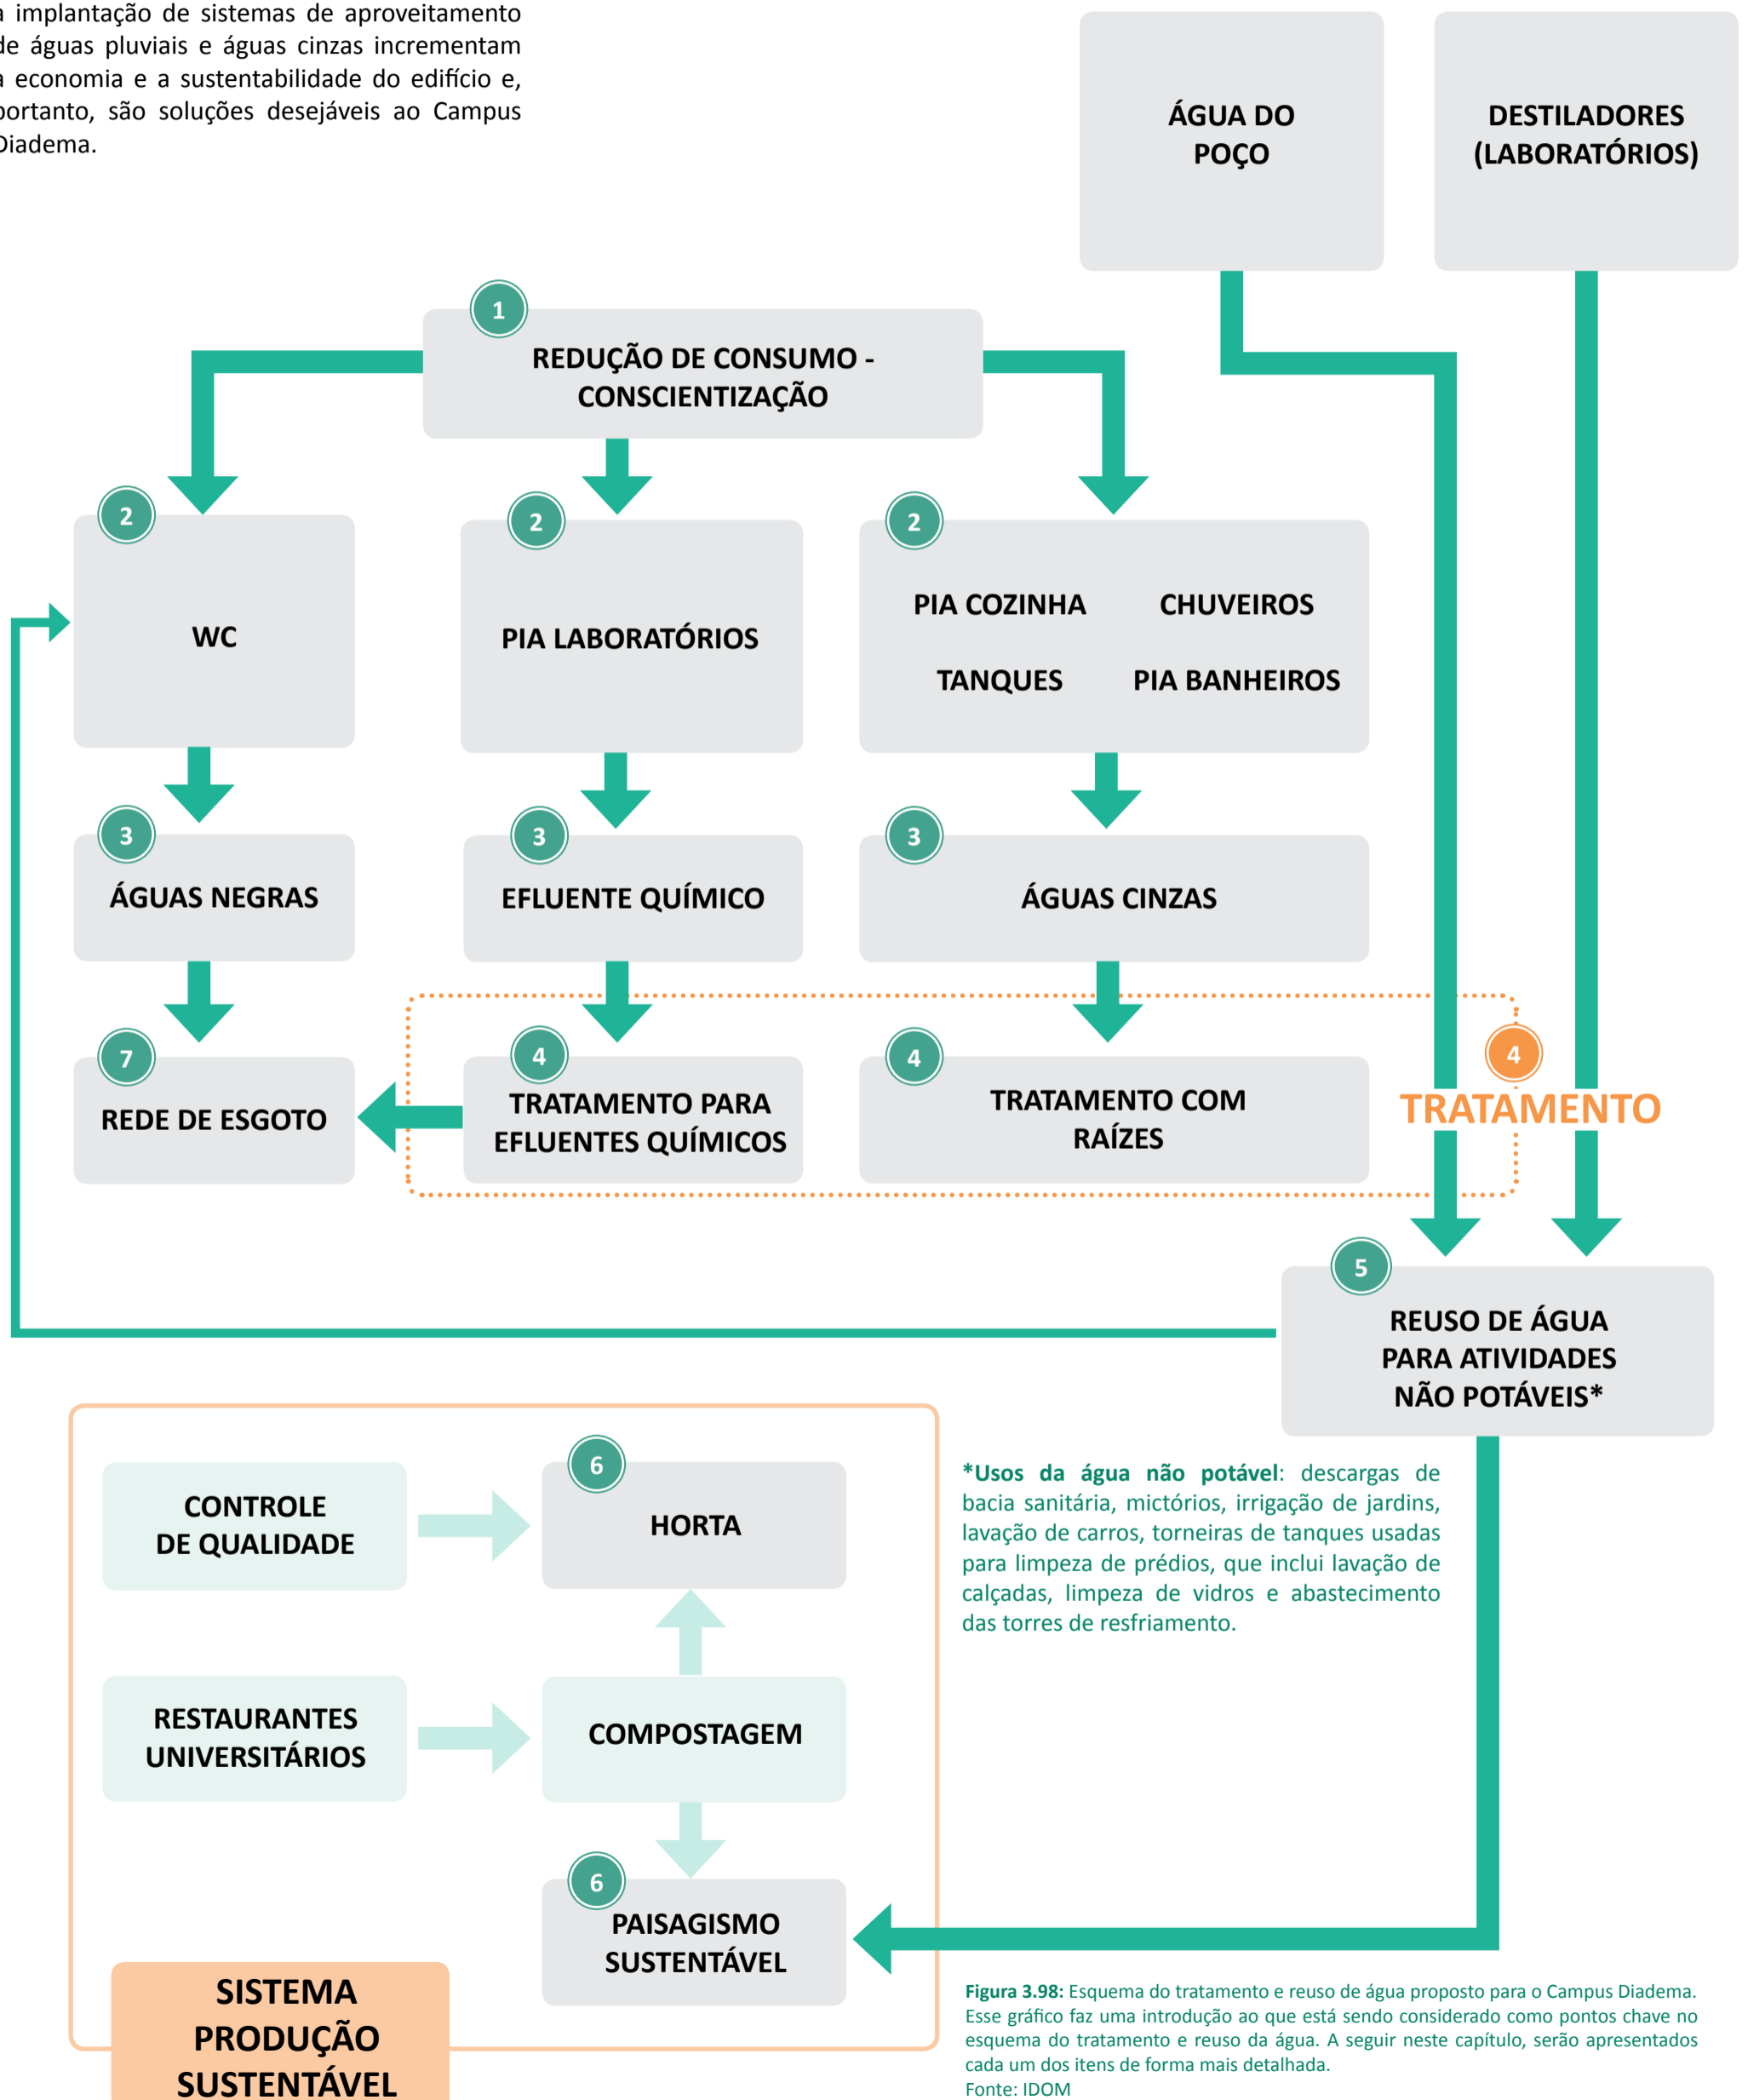 a implantação de sistemas de aproveitamento
de águas pluviais e águas cinzas incrementam
a economia e a sustentabilidade do edifício e,
portanto, são soluções desejáveis ao Campus
Diadema.
ÁGUA DO
POÇO
DESTILADORES
(LABORATÓRIOS)
1
REDUÇÃO DE CONSUMO -
CONSCIENTIZAÇÃO
2
WC
2
PIA LABORATÓRIOS
2
PIA COZINHA
CHUVEIROS
TANQUES
PIA BANHEIROS
3
ÁGUAS NEGRAS
3
EFLUENTE QUÍMICO
3
ÁGUAS CINZAS
7
REDE DE ESGOTO
4
TRATAMENTO PARA
EFLUENTES QUÍMICOS
4
TRATAMENTO COM
RAÍZES
4
TRATAMENTO
5
REUSO DE ÁGUA
PARA ATIVIDADES
NÃO POTÁVEIS*
CONTROLE
DE QUALIDADE
6
HORTA
RESTAURANTES
UNIVERSITÁRIOS
COMPOSTAGEM
6
PAISAGISMO
SUSTENTÁVEL
SISTEMA
PRODUÇÃO
SUSTENTÁVEL
*Usos da água não potável: descargas de
bacia sanitária, mictórios, irrigação de jardins,
lavação de carros, torneiras de tanques usadas
para limpeza de prédios, que inclui lavação de
calçadas, limpeza de vidros e abastecimento
das torres de resfriamento.
Figura 3.98: Esquema do tratamento e reuso de água proposto para o Campus Diadema.
Esse gráfico faz uma introdução ao que está sendo considerado como pontos chave no
esquema do tratamento e reuso da água. A seguir neste capítulo, serão apresentados
cada um dos itens de forma mais detalhada.
Fonte: IDOM